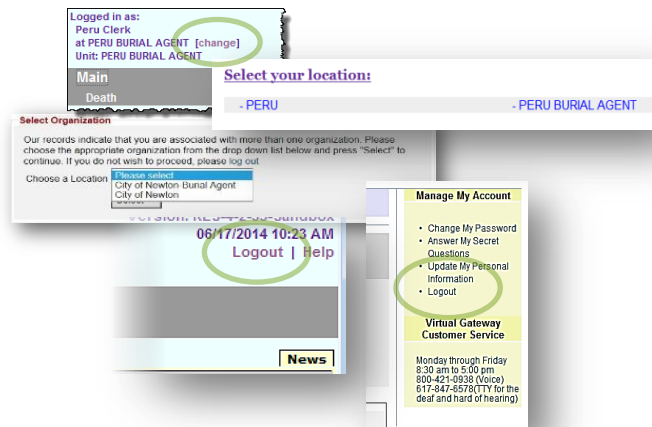 Logged in as:
Peru Clerk
at PERU BURIAL AGENT [change]
Unit: PERU BURIAL AGENT
Main
Death
Select your location:
- PERU
- PERU BURIAL AGENT
Select Organization
Our records indicate that you are associated with more than one organization. Please
choose the appropriate organization from the drop down list below and press "Select" to
continue. If you do not wish to proceed, please log out
Choose a Location
Please select
City of Newton-Burial Agent
City of Newton
Select
06/17/2014 10:23 AM
Logout | Help
News
Manage My Account
• Change My Password
• Answer My Secret
Questions
• Update My Personal
Information
• Logout
Virtual Gateway
Customer Service
Monday through Friday
8:30 am to 5:00 pm
800-421-0938 (Voice)
617-847-6578(TTY for the
deaf and hard of hearing)